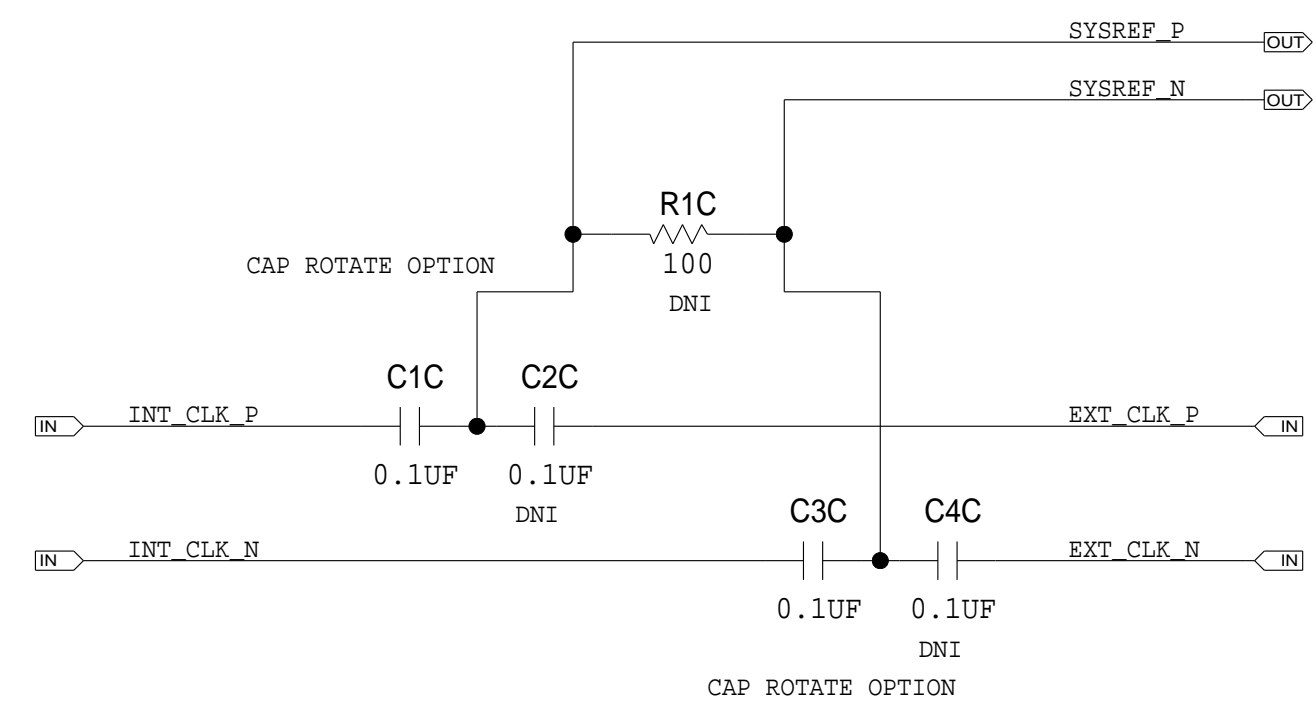 SYSREF_P
OUT
SYSREF_N
OUT
R1C
CAP ROTATE OPTION
100
DNI
C1C
C2C
IN
INT_CLK_P
EXT_CLK_P
IN
0.1UF
0.1UF
DNI
C3C
C4C
IN
INT_CLK_N
EXT_CLK_N
IN
0.1UF
0.1UF
DNI
CAP ROTATE OPTION